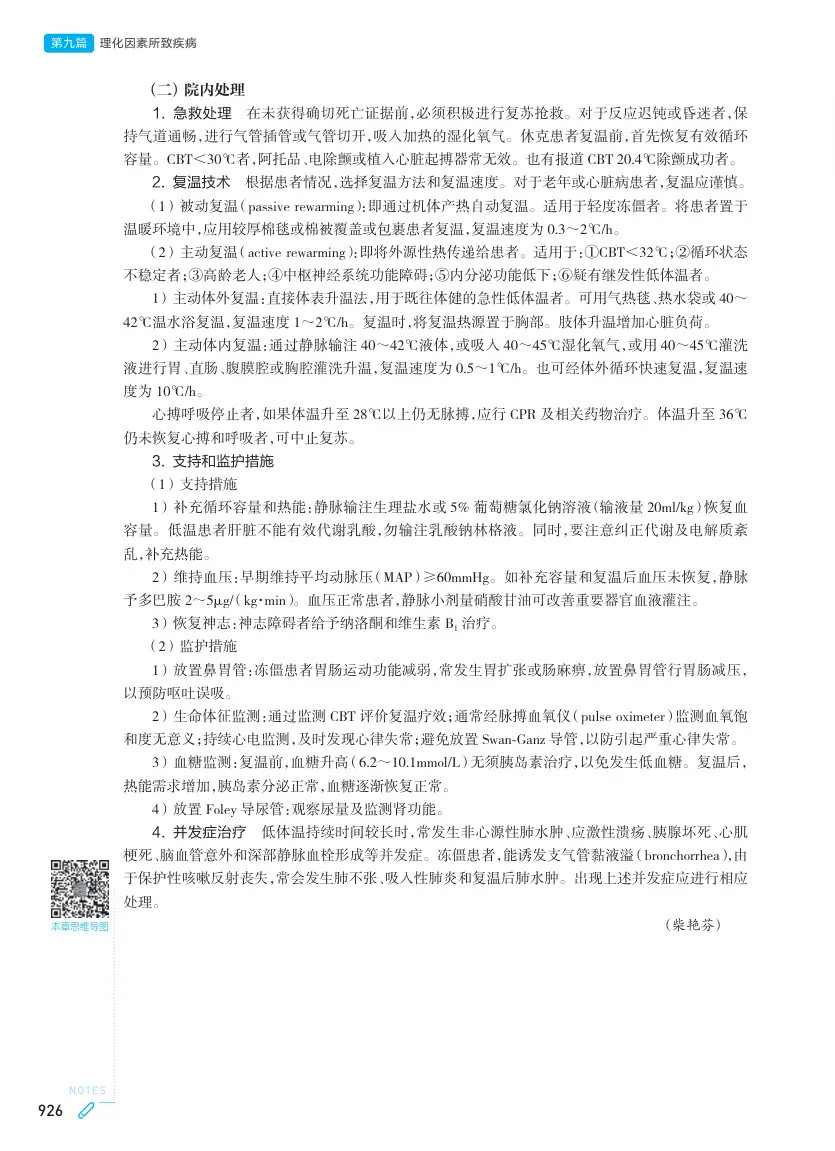 第九篇 理化因素所致疾病
（二）院内处理
1. 急救处理 在未获得确切死亡证据前，必须积极进行复苏抢救。对于反应迟钝或昏迷者，保
持气道通畅，进行气管插管或气管切开，吸入加热的湿化氧气。休克患者复温前，首先恢复有效循环
容量。CBT＜30℃者，阿托品、电除颤或植入心脏起搏器常无效。也有报道 CBT 20.4℃除颤成功者。
2. 复温技术 根据患者情况，选择复温方法和复温速度。对于老年或心脏病患者，复温应谨慎。
（1）被动复温（passive rewarming）：即通过机体产热自动复温。适用于轻度冻僵者。将患者置于
温暖环境中，应用较厚棉毯或棉被覆盖或包裹患者复温，复温速度为 0.3～2℃/h。
（2）主动复温（active rewarming）：即将外源性热传递给患者。适用于：①CBT＜32℃；②循环状态
不稳定者；③高龄老人；④中枢神经系统功能障碍；⑤内分泌功能低下；⑥疑有继发性低体温者。
1）主动体外复温：直接体表升温法，用于既往体健的急性低体温者。可用气热毯、热水袋或 40～
42℃温水浴复温，复温速度 1～2℃/h。复温时，将复温热源置于胸部。肢体升温增加心脏负荷。
2）主动体内复温：通过静脉输注 40～42℃液体，或吸入 40～45℃湿化氧气，或用 40～45℃灌洗
液进行胃、直肠、腹膜腔或胸腔灌洗升温，复温速度为 0.5～1℃/h。也可经体外循环快速复温，复温速
度为 10℃/h。
心搏呼吸停止者，如果体温升至 28℃以上仍无脉搏，应行 CPR 及相关药物治疗。体温升至 36℃
仍未恢复心搏和呼吸者，可中止复苏。
3. 支持和监护措施
（1）支持措施
1）补充循环容量和热能：静脉输注生理盐水或 5% 葡萄糖氯化钠溶液（输液量 20ml/kg）恢复血
容量。低温患者肝脏不能有效代谢乳酸，勿输注乳酸钠林格液。同时，要注意纠正代谢及电解质紊
乱，补充热能。
2）维持血压：早期维持平均动脉压（MAP）≥60mmHg。如补充容量和复温后血压未恢复，静脉
予多巴胺 2～5μg/（kg·min）。血压正常患者，静脉小剂量硝酸甘油可改善重要器官血液灌注。
3）恢复神志：神志障碍者给予纳洛酮和维生素 B₁ 治疗。
（2）监护措施
1）放置鼻胃管：冻僵患者胃肠运动功能减弱，常发生胃扩张或肠麻痹，放置鼻胃管行胃肠减压，
以预防呕吐误吸。
2）生命体征监测：通过监测 CBT 评价复温疗效；通常经脉搏血氧仪（pulse oximeter）监测血氧饱
和度无意义；持续心电监测，及时发现心律失常；避免放置 Swan-Ganz 导管，以防引起严重心律失常。
3）血糖监测：复温前，血糖升高（6.2～10.1mmol/L）无须胰岛素治疗，以免发生低血糖。复温后，
热能需求增加，胰岛素分泌正常，血糖逐渐恢复正常。
4）放置 Foley 导尿管：观察尿量及监测肾功能。
4. 并发症治疗 低体温持续时间较长时，常发生非心源性肺水肿、应激性溃疡、胰腺坏死、心肌
梗死、脑血管意外和深部静脉血栓形成等并发症。冻僵患者，能诱发支气管黏液溢（bronchorrhea），由
于保护性咳嗽反射丧失，常会发生肺不张、吸入性肺炎和复温后肺水肿。出现上述并发症应进行相应
处理。
本章思维导图
（柴艳芬）
NOTES
926